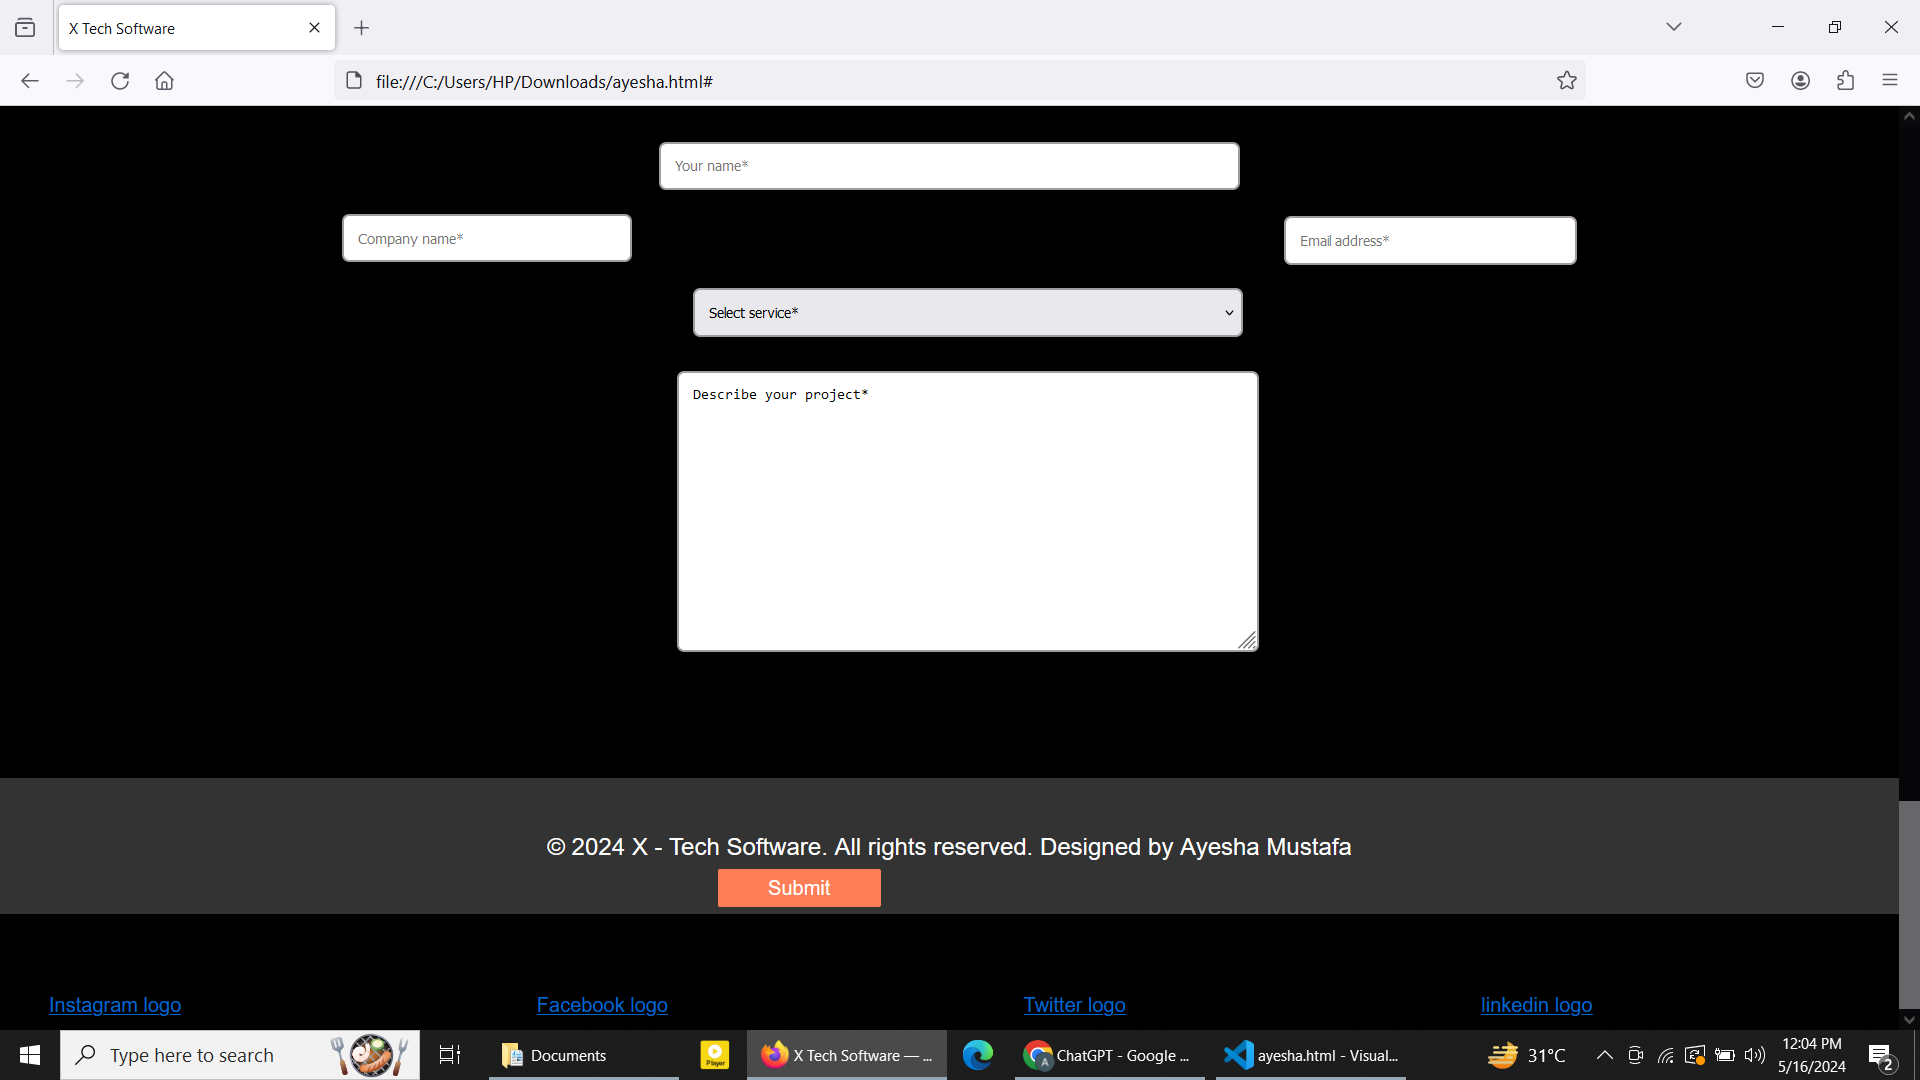 X Tech Software
file:///C:/Users/HP/Downloads/ayesha.html#
Your name*
Company name*
Email address*
Select service*
Describe your project*
© 2024 X - Tech Software. All rights reserved. Designed by Ayesha Mustafa
Submit
Instagram logo
Facebook logo
Twitter logo
linkedin logo
Type here to search
Documents
Player
X Tech Software — ...
A
ChatGPT - Google ...
ayesha.html - Visual...
31°C
12:04 PM
5/16/2024
2